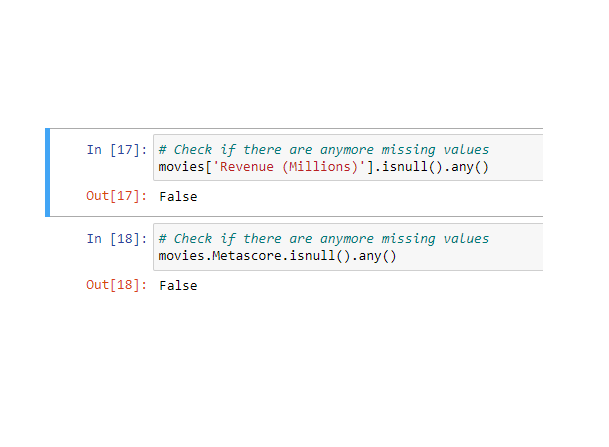 In [17]: # Check if there are anymore missing values
movies['Revenue (Millions)'].isnull().any()
Out[17]: False
In [18]: # Check if there are anymore missing values
movies.Metascore.isnull().any()
Out[18]: False